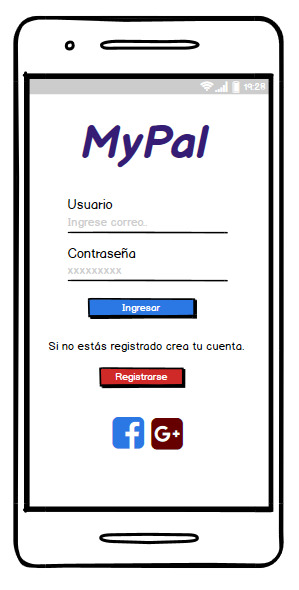 19:28
MyPal
Usuario
Ingrese correo.
Contraseña
xxxxxxxxx
Ingresar
Si no estás registrado crea tu cuenta.
Registrarse
f G+